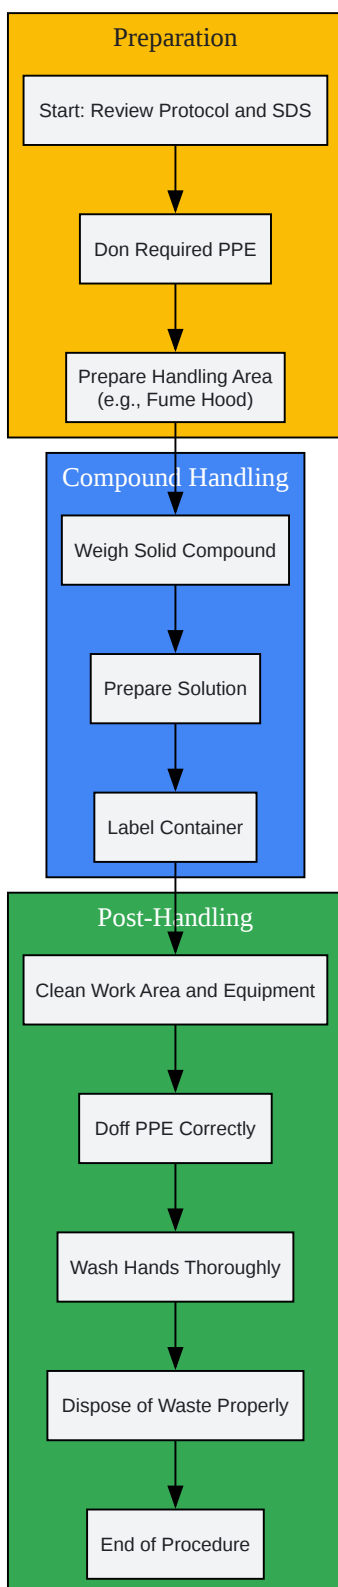 Preparation
Start: Review Protocol and SDS
Don Required PPE
Prepare Handling Area
(e.g., Fume Hood)
Compound Handling
Weigh Solid Compound
Prepare Solution
Label Container
Post-Handling
Clean Work Area and Equipment
Doff PPE Correctly
Wash Hands Thoroughly
Dispose of Waste Properly
End of Procedure